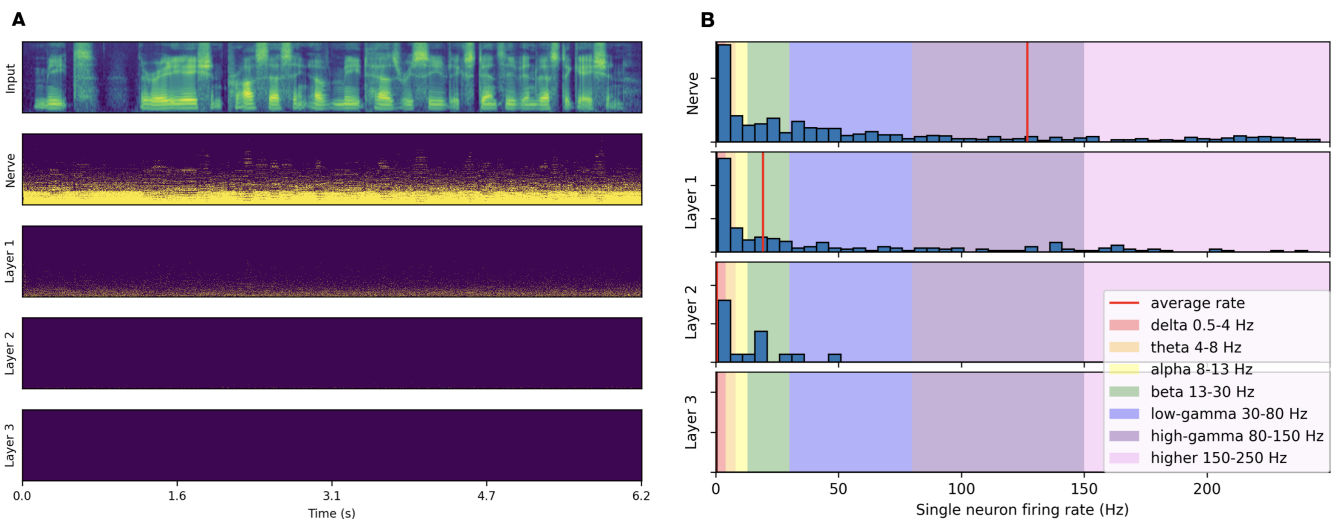 A
Input
Nerve
Layer 1
Layer 2
Layer 3
0.0 1.6 3.1 4.7 6.2
Time (s)
B
Nerve
Layer 1
Layer 2
Layer 3
average rate
delta 0.5-4 Hz
theta 4-8 Hz
alpha 8-13 Hz
beta 13-30 Hz
low-gamma 30-80 Hz
high-gamma 80-150 Hz
higher 150-250 Hz
0 50 100 150 200
Single neuron firing rate (Hz)